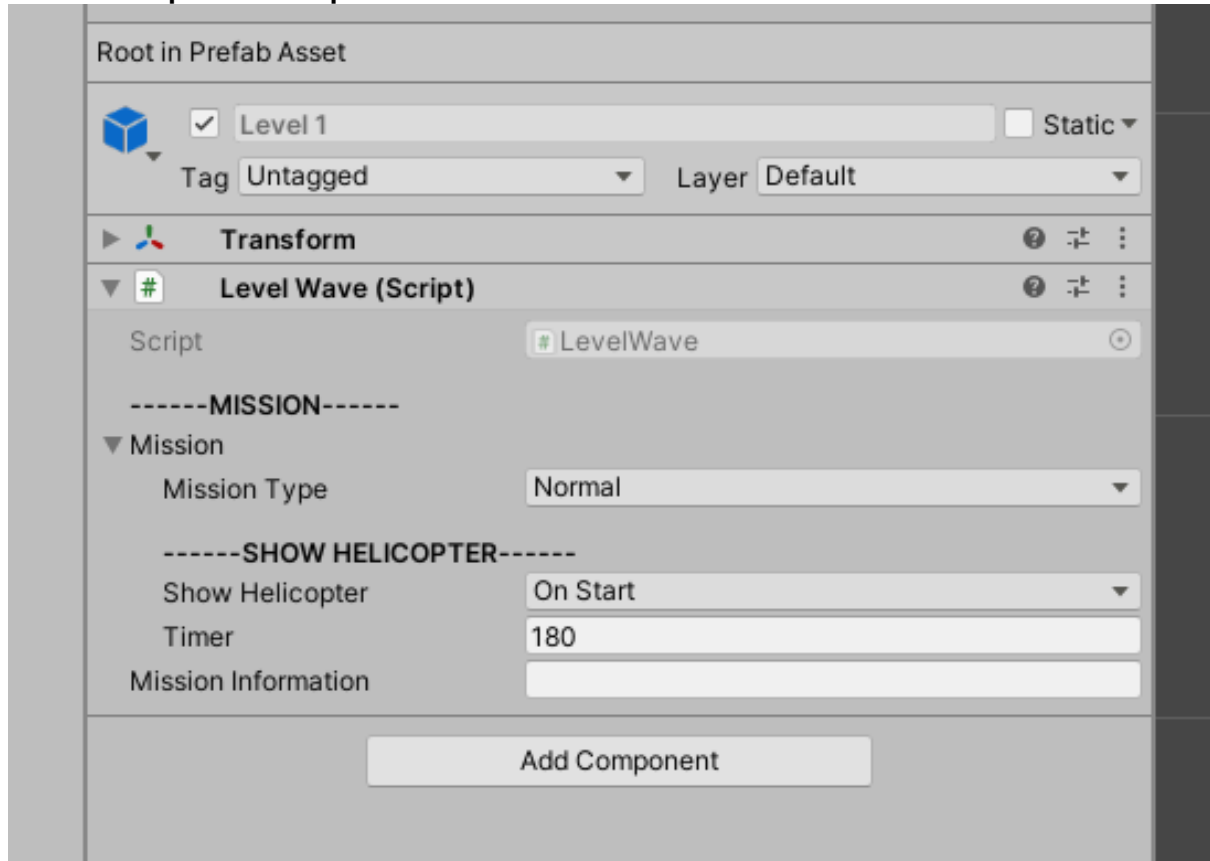 Root in Prefab Asset
Level 1
Static
Tag Untagged Layer Default
Transform
# Level Wave (Script)
Script # LevelWave
------MISSION------
Mission
Mission Type Normal
------SHOW HELICOPTER------
Show Helicopter On Start
Timer 180
Mission Information
Add Component